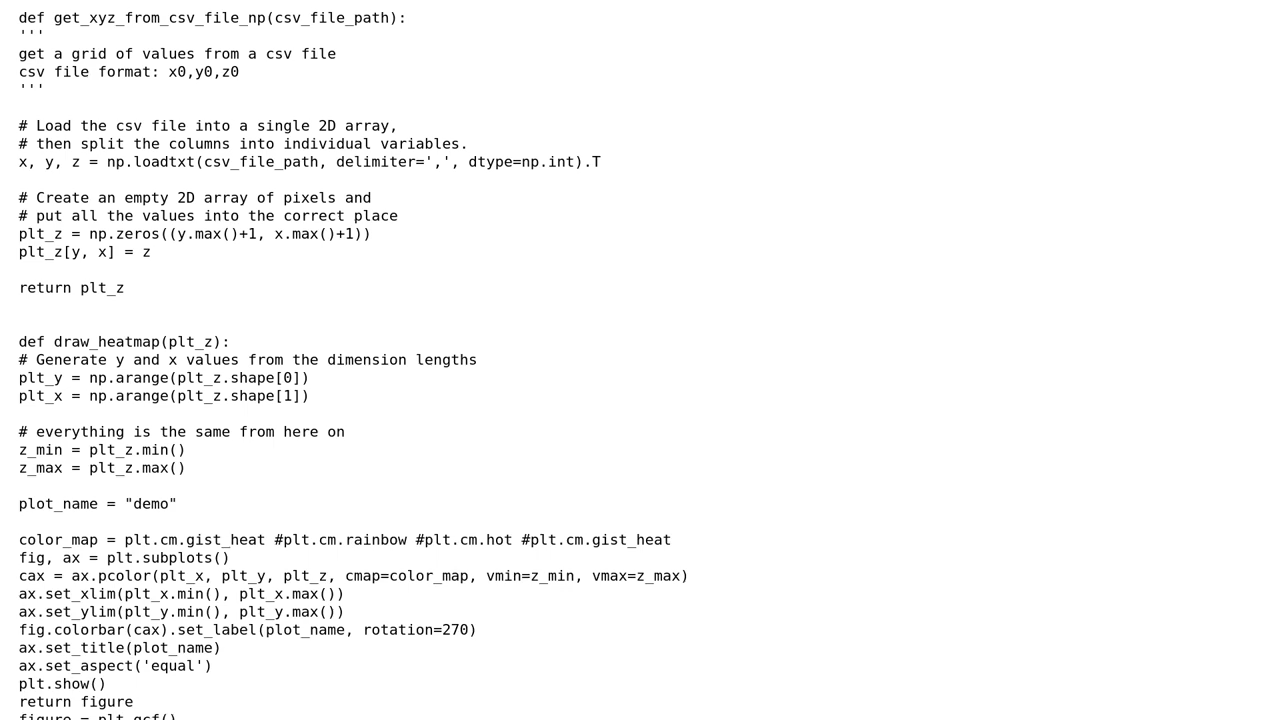 def get_xyz_from_csv_file_np(csv_file_path):
'''
get a grid of values from a csv file
csv file format: x0,y0,z0
'''
# Load the csv file into a single 2D array,
# then split the columns into individual variables.
x, y, z = np.loadtxt(csv_file_path, delimiter=',', dtype=np.int).T
# Create an empty 2D array of pixels and
# put all the values into the correct place
plt_z = np.zeros((y.max()+1, x.max()+1))
plt_z[y, x] = z
return plt_z
def draw_heatmap(plt_z):
# Generate y and x values from the dimension lengths
plt_y = np.arange(plt_z.shape[0])
plt_x = np.arange(plt_z.shape[1])
# everything is the same from here on
z_min = plt_z.min()
z_max = plt_z.max()
plot_name = "demo"
color_map = plt.cm.gist_heat #plt.cm.rainbow #plt.cm.hot #plt.cm.gist_heat
fig, ax = plt.subplots()
cax = ax.pcolor(plt_x, plt_y, plt_z, cmap=color_map, vmin=z_min, vmax=z_max)
ax.set_xlim(plt_x.min(), plt_x.max())
ax.set_ylim(plt_y.min(), plt_y.max())
fig.colorbar(cax).set_label(plot_name, rotation=270)
ax.set_title(plot_name)
ax.set_aspect('equal')
plt.show()
return figure
figure = plt.gcf()